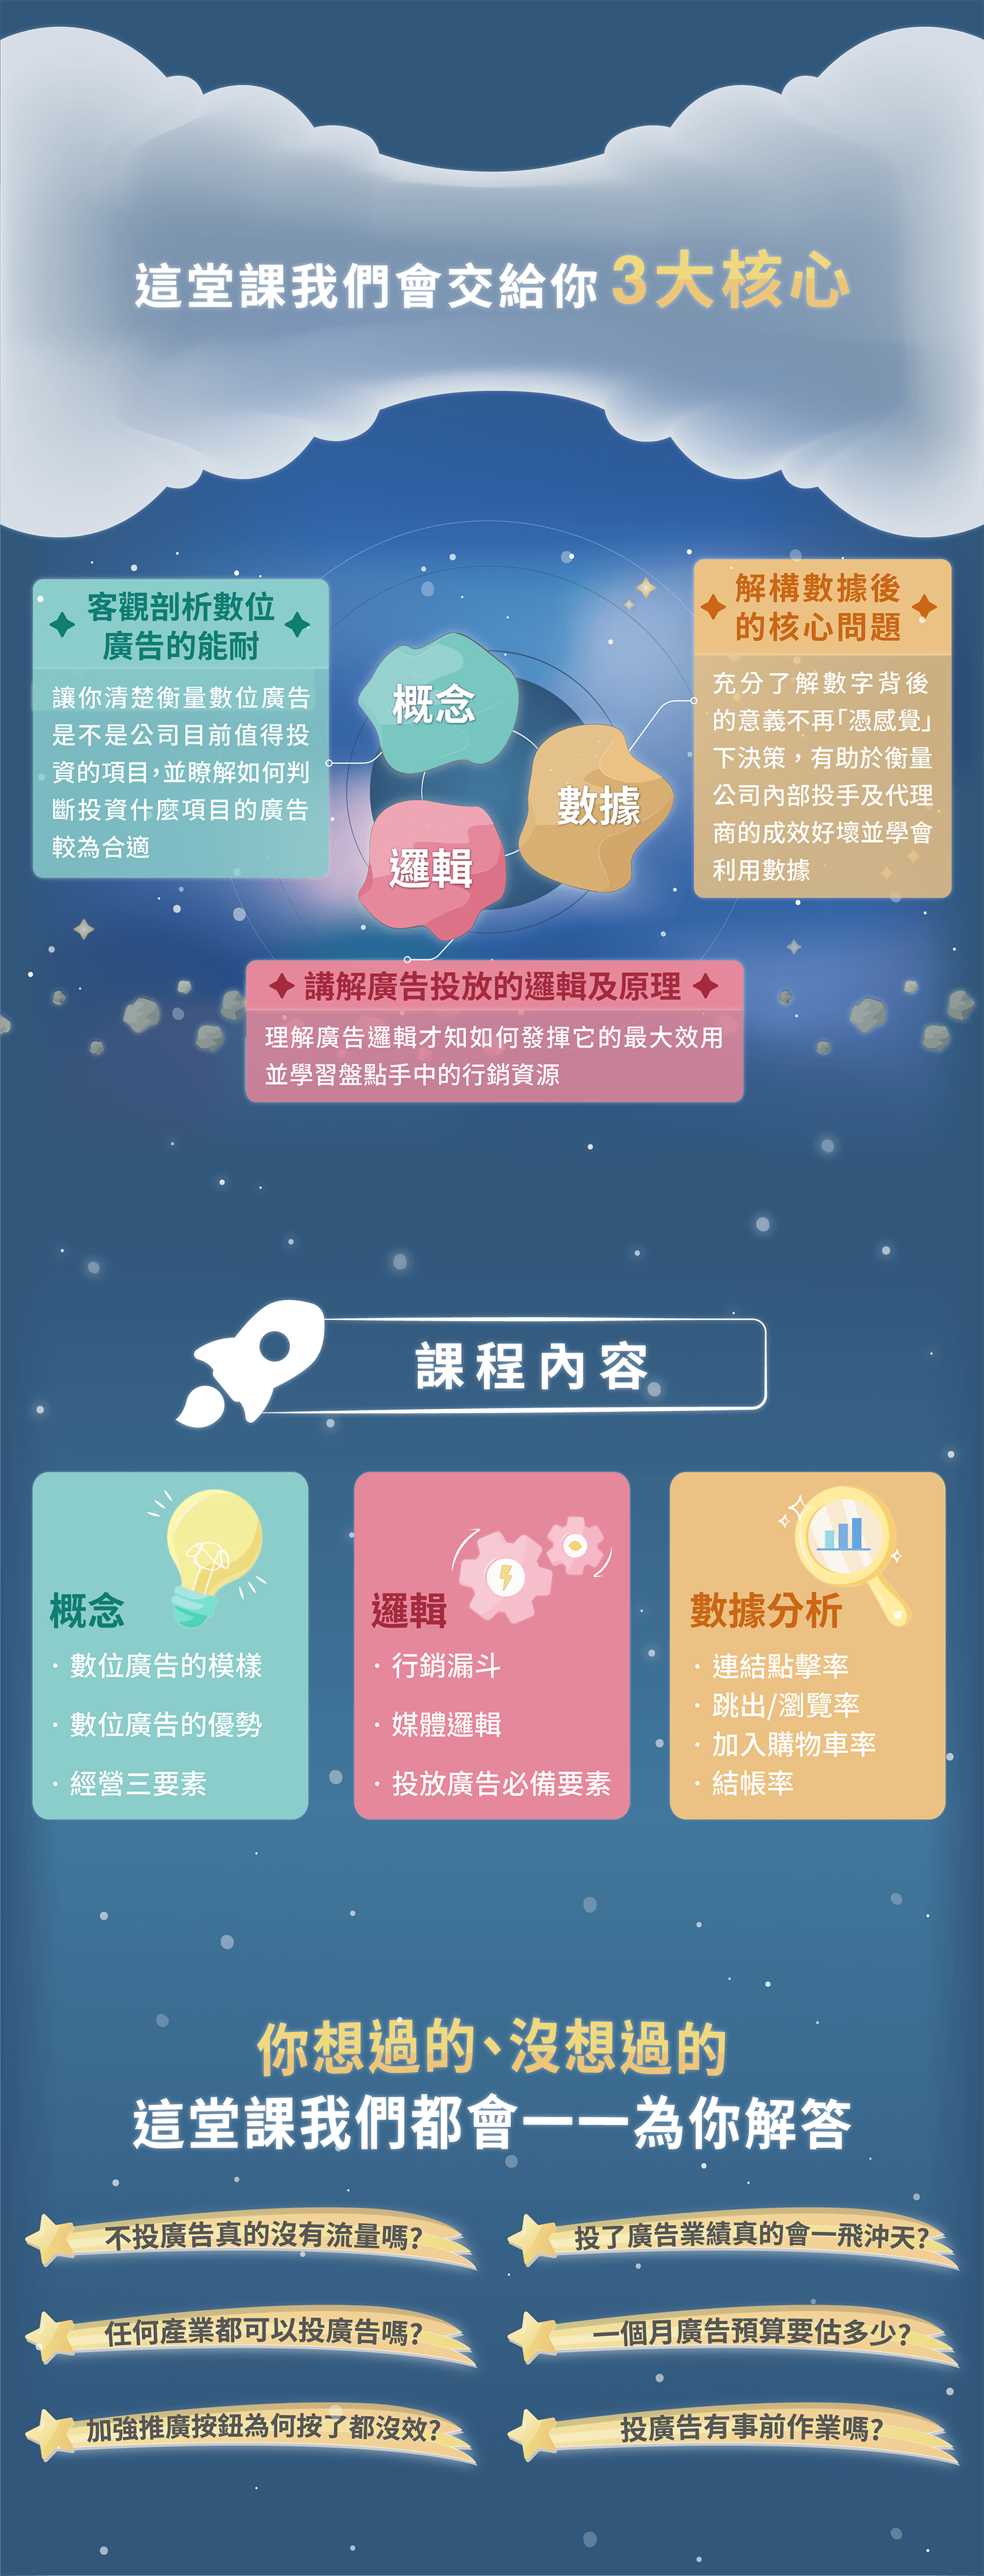 這堂課我們會交給你 3大核心
客觀剖析數位
廣告的能耐
讓你清楚衡量數位廣告
是不是公司目前值得投
資的項目，並瞭解如何判
斷投資什麼項目的廣告
較為合適
概念
數據
邏輯
解構數據後
的核心問題
充分了解數字背後
的意義不再「憑感覺」
下決策，有助於衡量
公司內部投手及代理
商的成效好壞並學會
利用數據
講解廣告投放的邏輯及原理
理解廣告邏輯才知如何發揮它的最大效用
並學習盤點手中的行銷資源
課程內容
概念
· 數位廣告的模樣
· 數位廣告的優勢
· 經營三要素
邏輯
· 行銷漏斗
· 媒體邏輯
· 投放廣告必備要素
數據分析
· 連結點擊率
· 跳出/瀏覽率
· 加入購物車率
· 結帳率
你想過的、沒想過的
這堂課我們都會一一為你解答
不投廣告真的沒有流量嗎?
投了廣告業績真的會一飛沖天?
任何產業都可以投廣告嗎?
一個月廣告預算要估多少?
加強推廣按鈕為何按了都沒效?
投廣告有事前作業嗎?